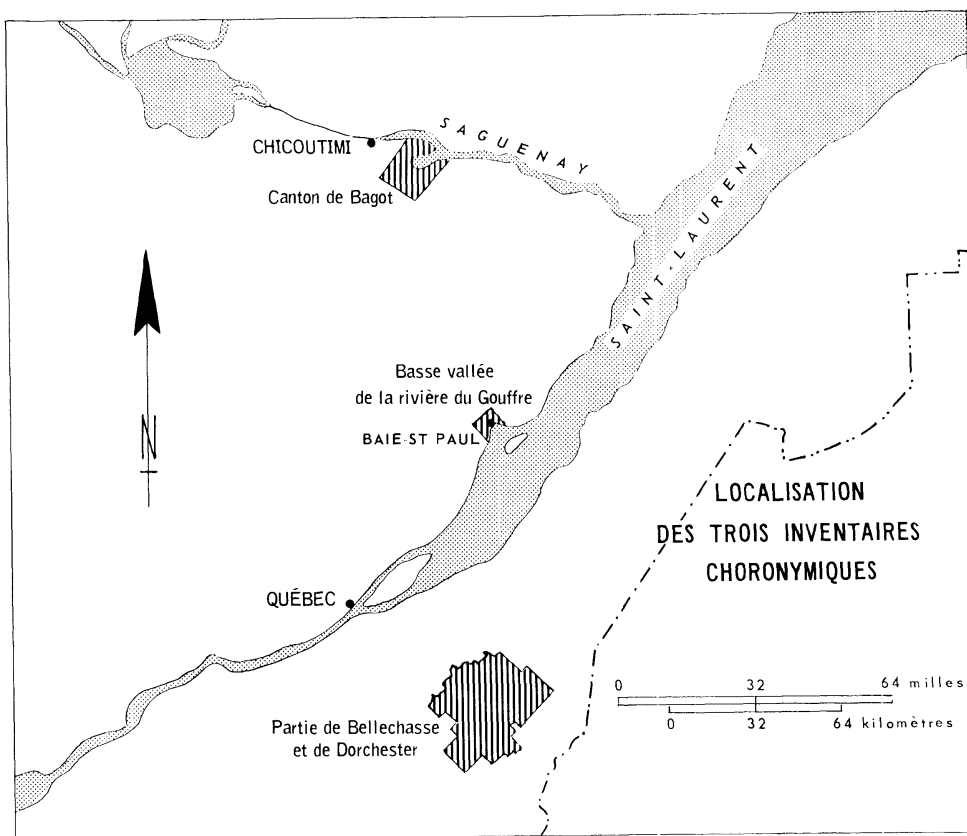 SAGUENAY
CHICOUTIMI
Canton de Bagot
SAINT-LAURENT
N
Basse vallée
de la rivière du Gouffre
BAIE-ST PAUL
LOCALISATION
DES TROIS INVENTAIRES
CHORONYMIQUES
QUÉBEC
0 32 64 milles
0 32 64 kilomètres
Partie de Bellechasse
et de Dorchester